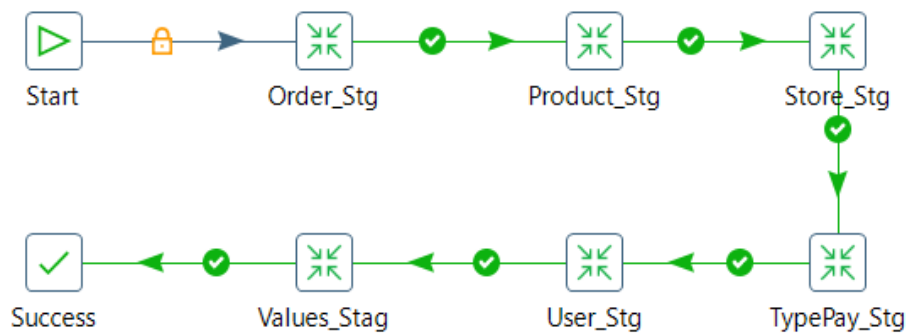 Start
Order_Stg
Product_Stg
Store_Stg
Success
Values_Stag
User_Stg
TypePay_Stg